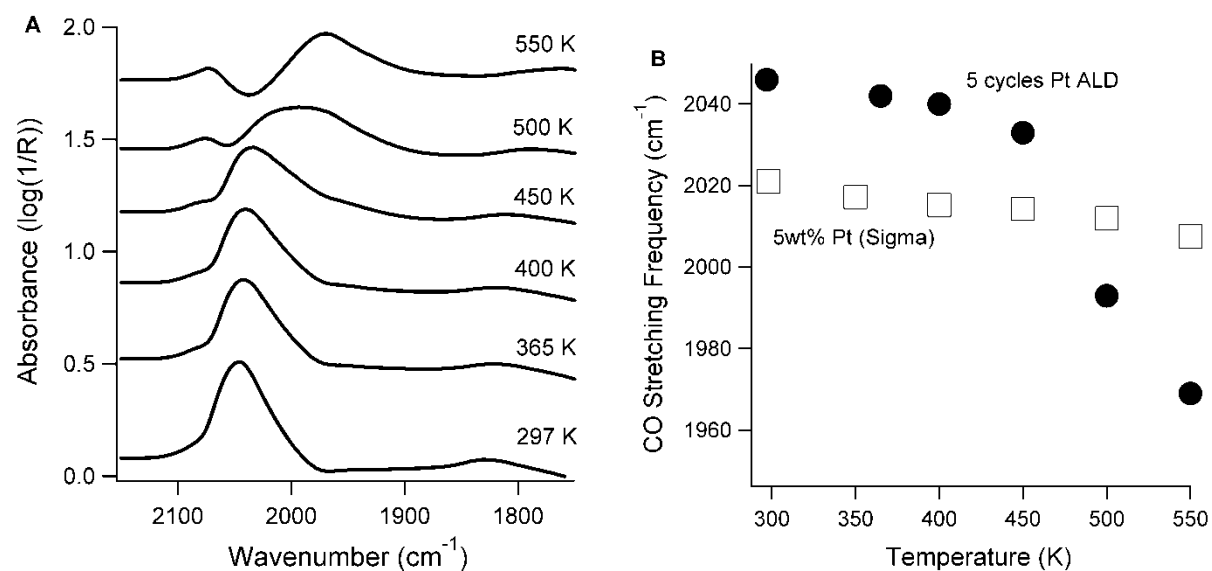 A
2.0
1.5
1.0
0.5
0.0
Absorbance (log(1/R))
550 K
500 K
450 K
400 K
365 K
297 K
2100
2000
1900
1800
Wavenumber (cm⁻¹)
B
2040
2020
2000
1980
1960
CO Stretching Frequency (cm⁻¹)
5 cycles Pt ALD
5wt% Pt (Sigma)
300
350
400
450
500
550
Temperature (K)